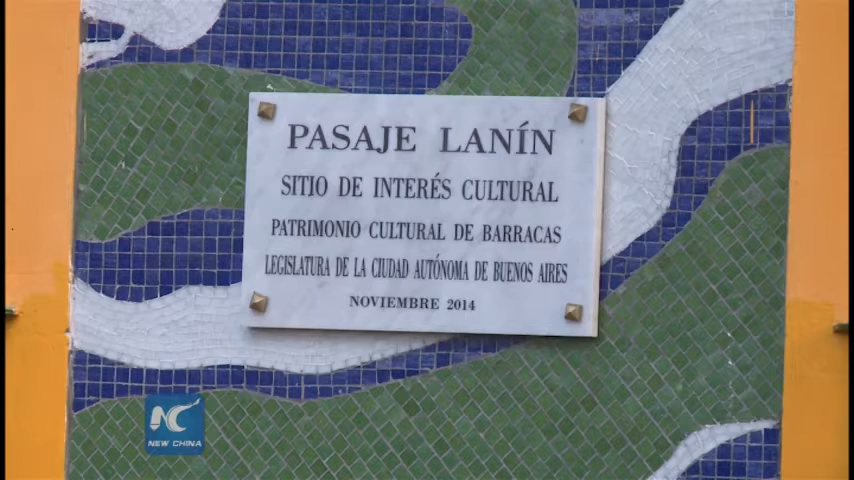 PASAJE LANÍN
SITIO DE INTERÉS CULTURAL
PATRIMONIO CULTURAL DE BARRACAS
LEGISLATURA DE LA CIUDAD AUTÓNOMA DE BUENOS AIRES
NOVIEMBRE 2014
NC
NEW CHINA